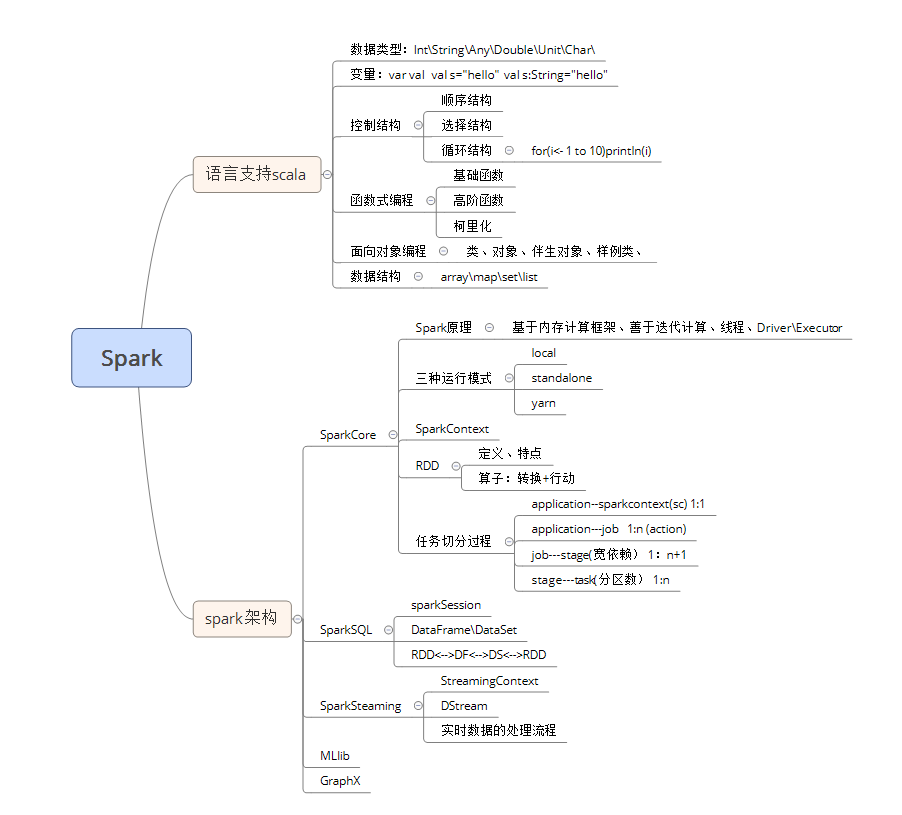 Spark
语言支持scala
数据类型：Int\String\Any\Double\Unit\Char\
变量：var val  val s="hello" val s:String="hello"
控制结构
顺序结构
选择结构
循环结构
for(i<- 1 to 10)println(i)
函数式编程
基础函数
高阶函数
柯里化
面向对象编程
类、对象、伴生对象、样例类、
数据结构
array\map\set\list
spark架构
SparkCore
Spark原理
基于内存计算框架、善于迭代计算、线程、Driver\Executor
三种运行模式
local
standalone
yarn
SparkContext
RDD
定义、特点
算子：转换+行动
任务切分过程
application--sparkcontext(sc) 1:1
application---job  1:n (action)
job---stage(宽依赖） 1：n+1
stage---task(分区数） 1:n
SparkSQL
sparkSession
DataFrame\DataSet
RDD<-->DF<-->DS<-->RDD
SparkSteaming
StreamingContext
DStream
实时数据的处理流程
MLlib
GraphX